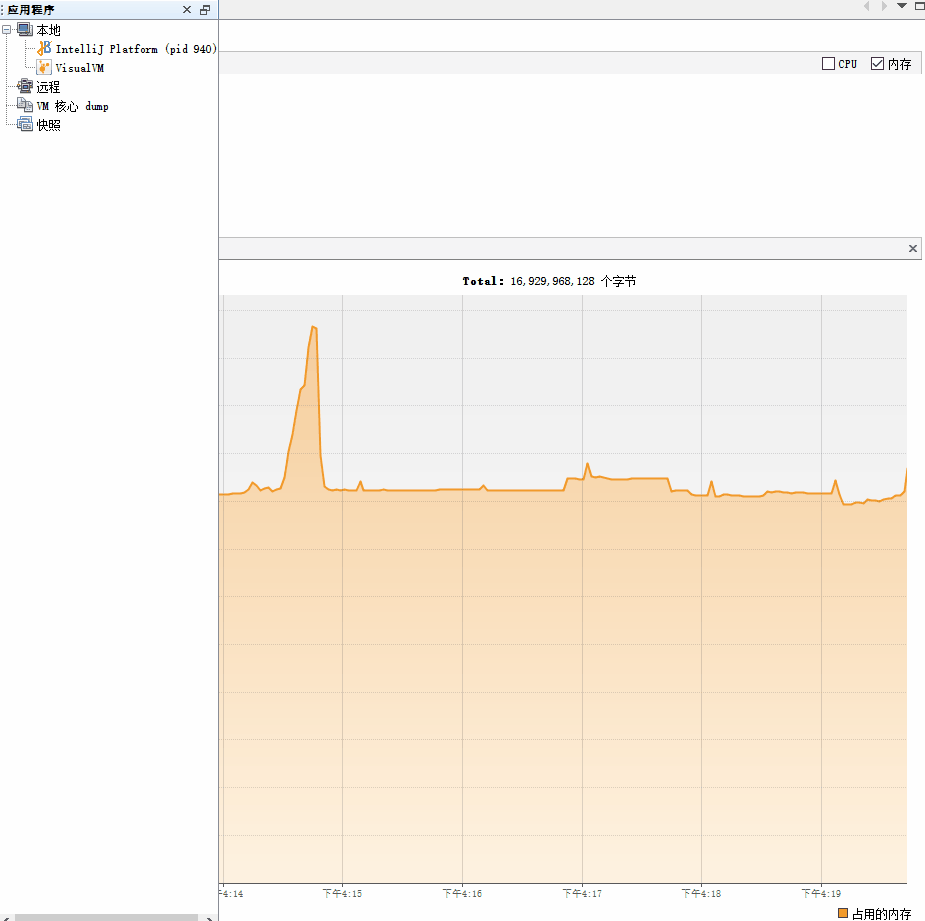 应用程序
本地
IntelliJ Platform (pid 940)
VisualVM
远程
VM 核心 dump
快照
CPU 内存
Total: 16,929,968,128 个字节
4:14 下午4:15 下午4:16 下午4:17 下午4:18 下午4:19
占用的内存